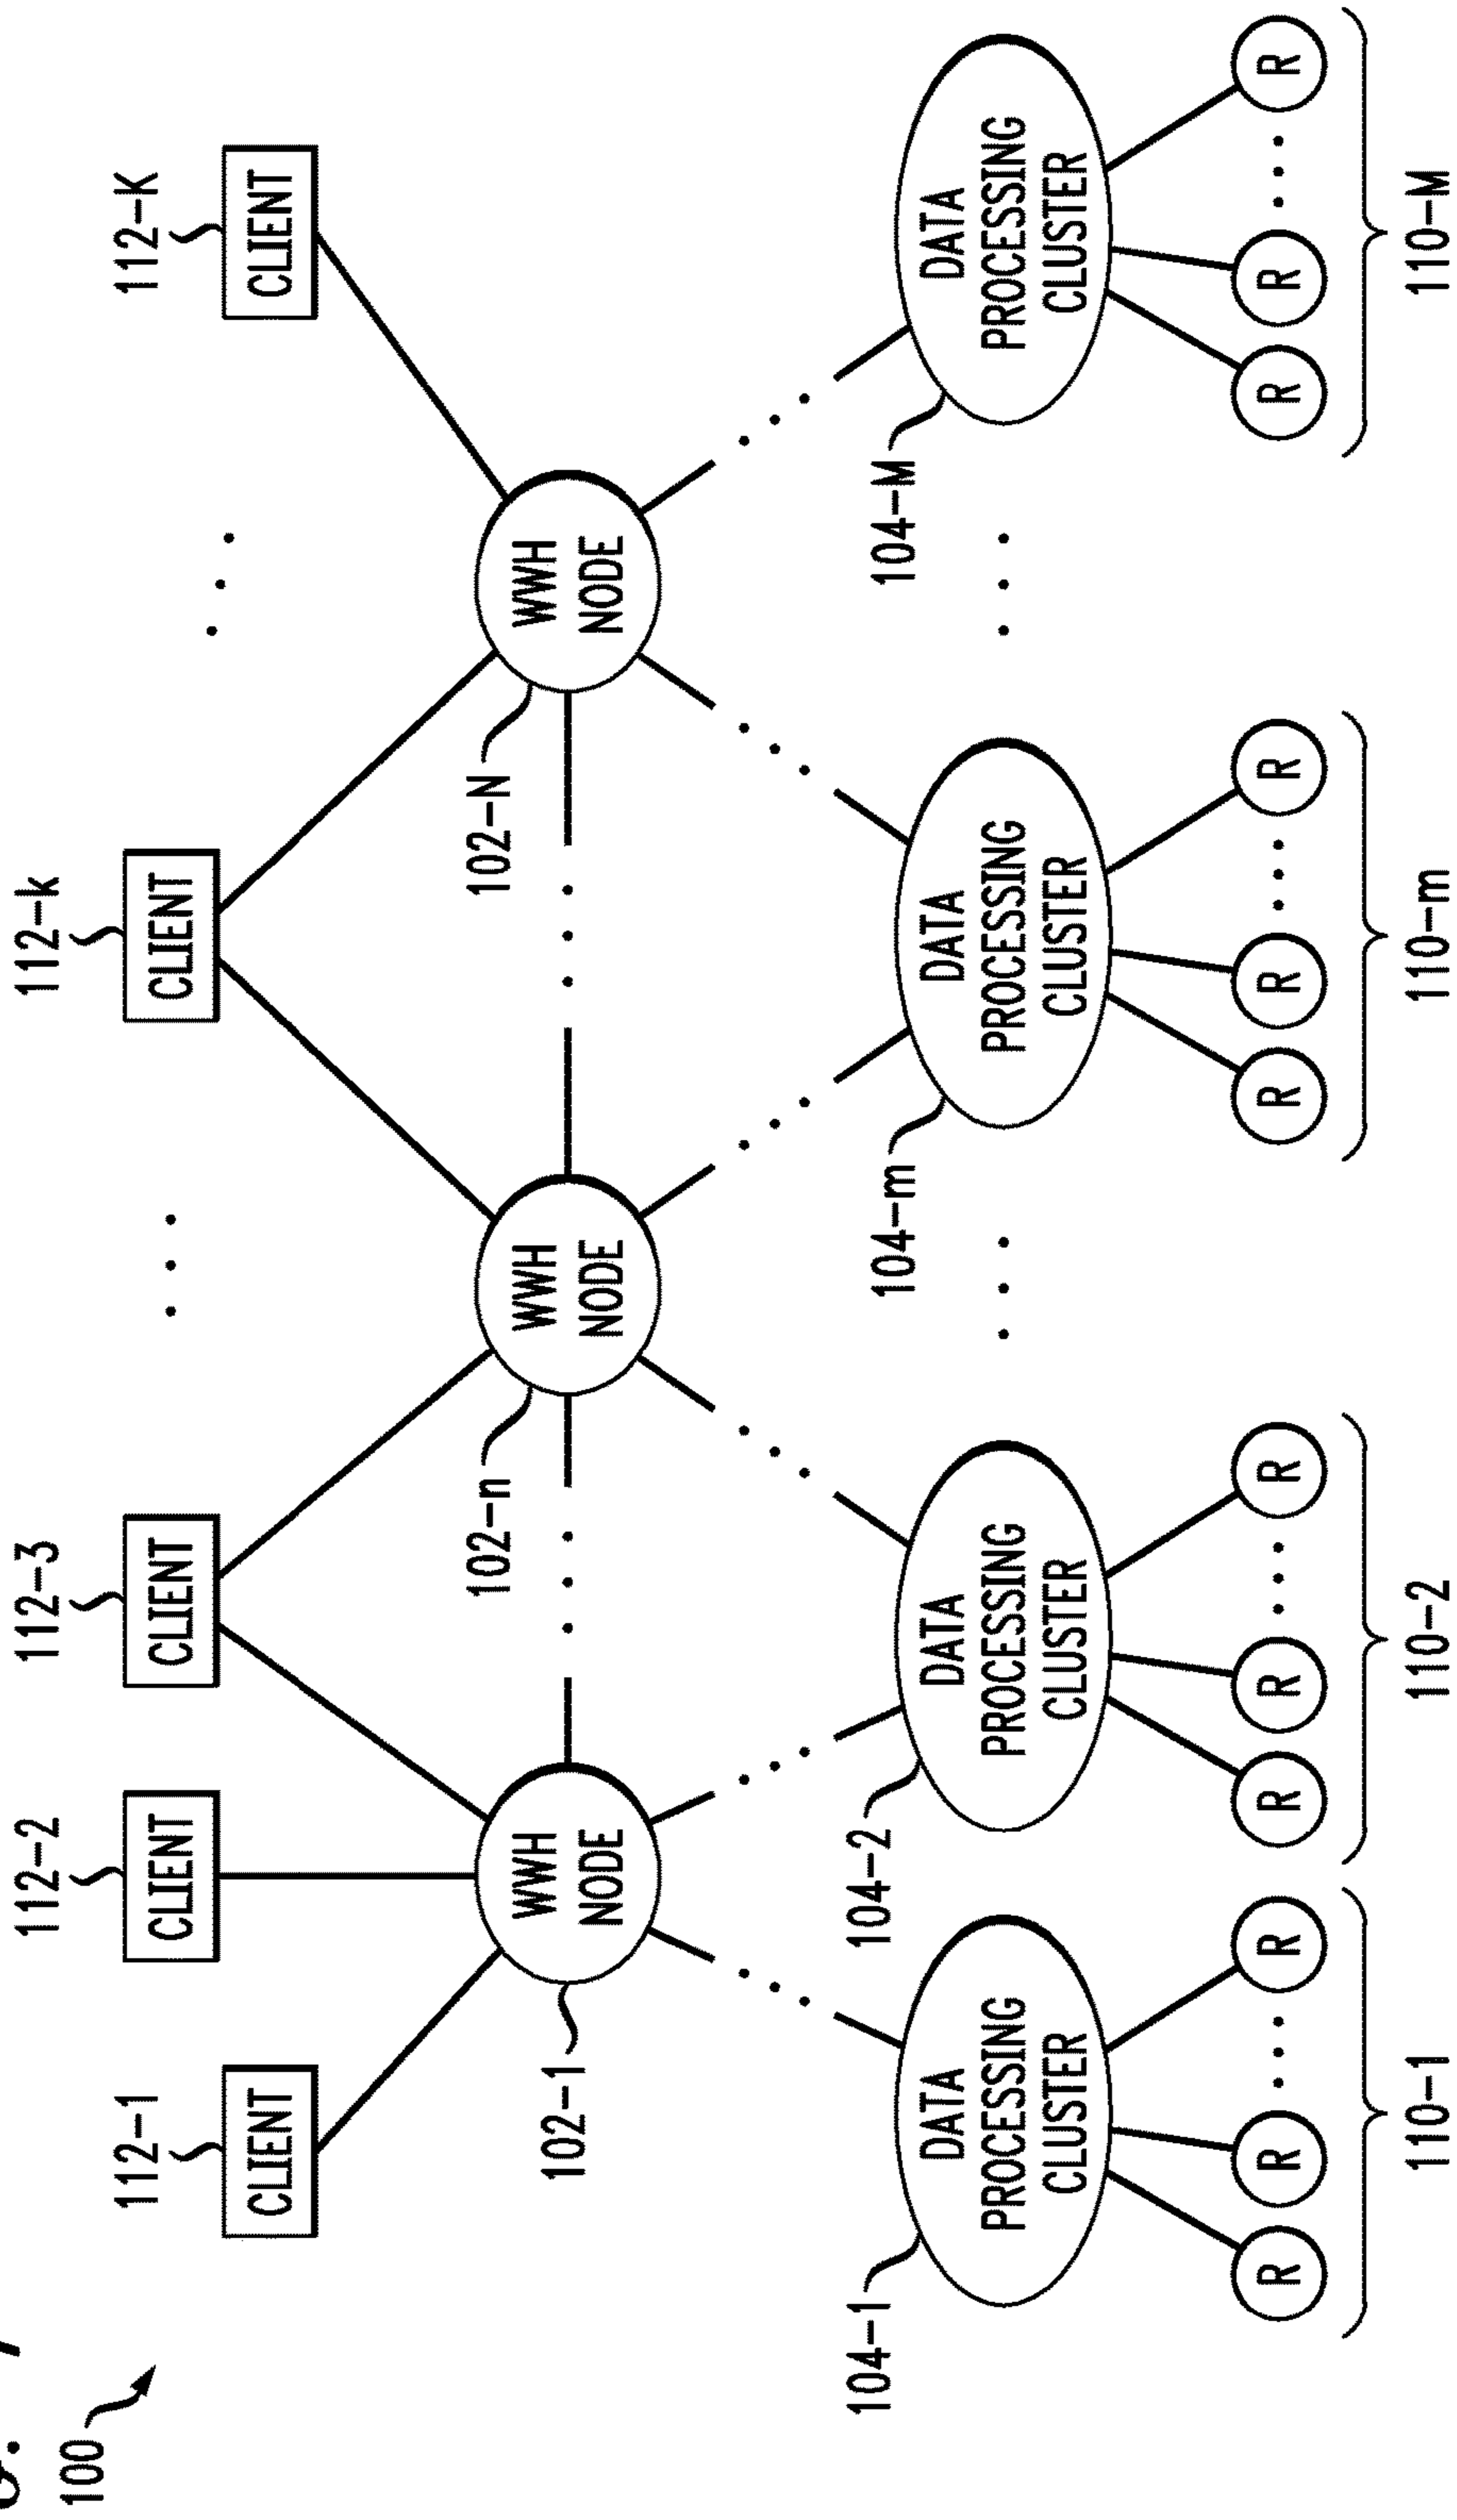 100
112-1
112-2
112-3
112-k
112-K
CLIENT
CLIENT
CLIENT
CLIENT
CLIENT
102-1
WWH
NODE
102-n
WWH
NODE
102-N
WWH
NODE
104-1
DATA
PROCESSING
CLUSTER
104-2
DATA
PROCESSING
CLUSTER
104-m
DATA
PROCESSING
CLUSTER
104-M
DATA
PROCESSING
CLUSTER
R R R
R R R
R R R
R R R
110-1
110-2
110-m
110-M